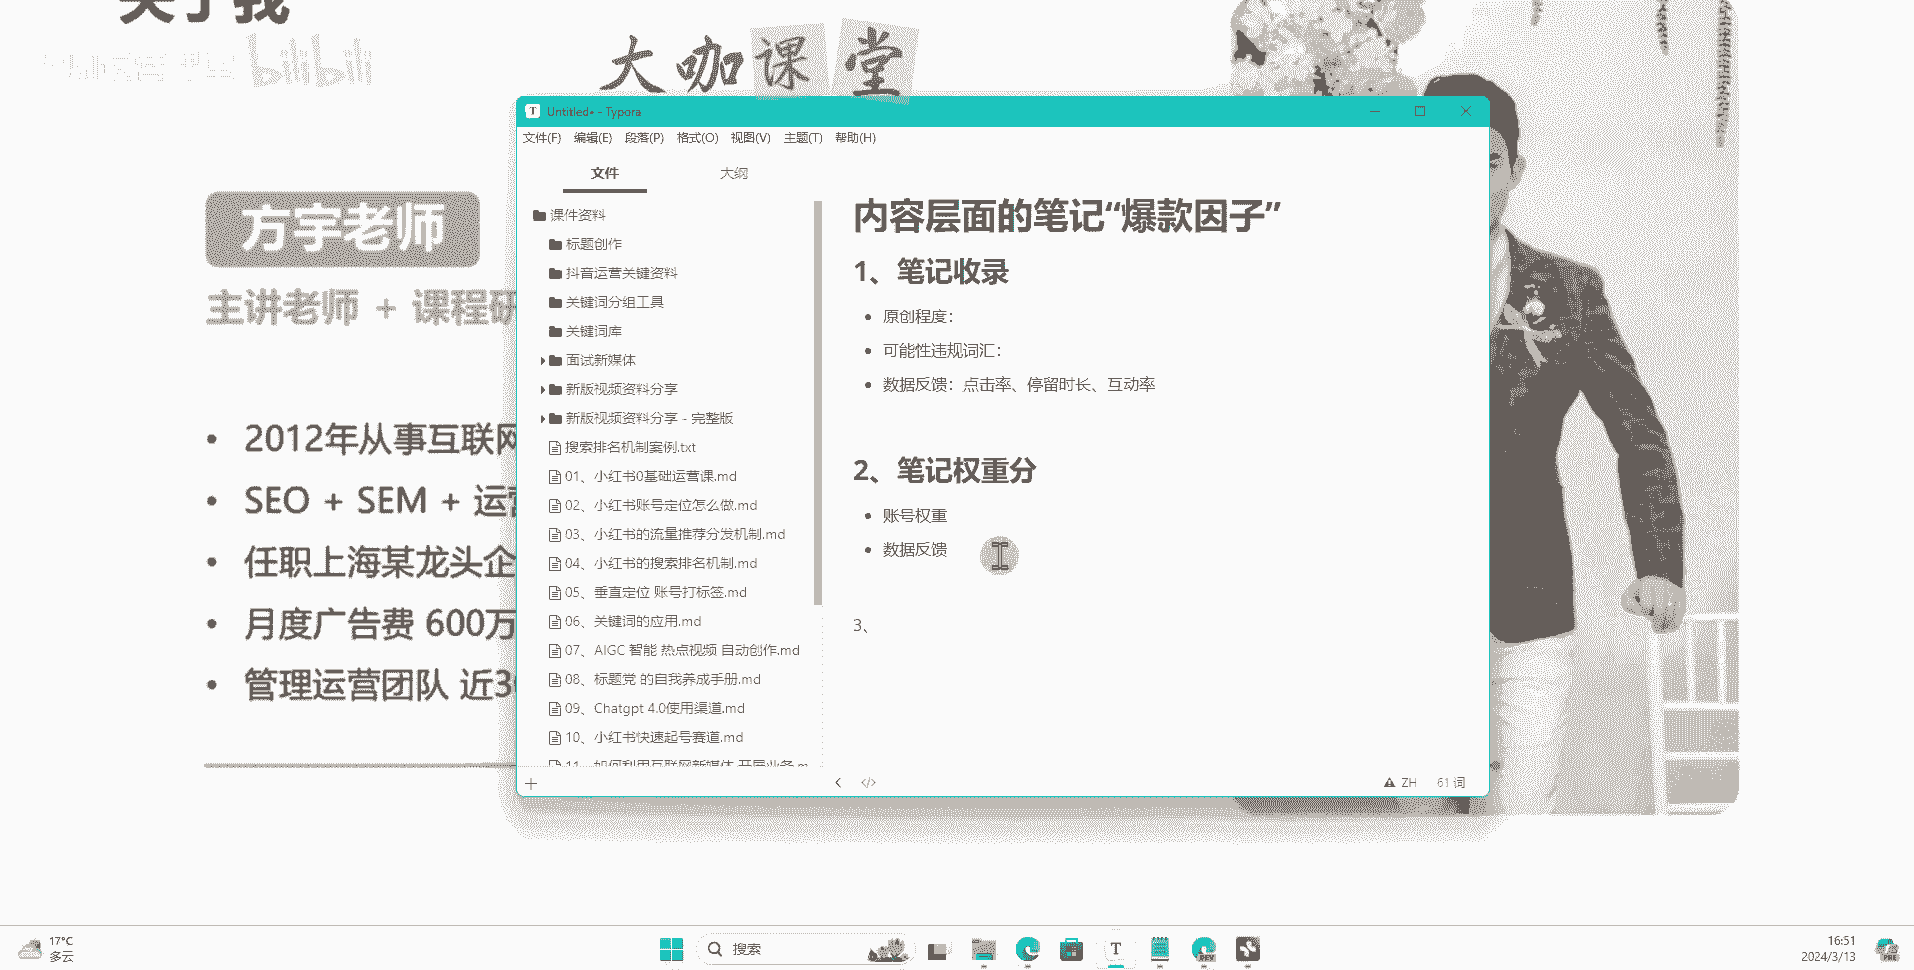 关于我
bilibili
大咖课堂
方宇老师
主讲老师 + 课程研
2012年从事互联网
SEO + SEM + 运营
任职上海某龙头企
月度广告费 600万
管理运营团队 近3
Untitled• - Typora
文件(F) 编辑(E) 段落(P) 格式(O) 视图(V) 主题(T) 帮助(H)
文件 大纲
课件资料
标题创作
抖音运营关键资料
关键词分组工具
关键词库
面试新媒体
新版视频资料分享
新版视频资料分享 - 完整版
搜索排名机制案例.txt
01、小红书0基础运营课.md
02、小红书账号定位怎么做.md
03、小红书的流量推荐分发机制.md
04、小红书的搜索排名机制.md
05、垂直定位 账号打标签.md
06、关键词的应用.md
07、AIGC 智能 热点视频 自动创作.md
08、标题党 的自我养成手册.md
09、Chatgpt 4.0使用渠道.md
10、小红书快速起号赛道.md
11、如何利用互联网新媒体 开展业务.m
内容层面的笔记“爆款因子”
1、笔记收录
原创程度：
可能性违规词汇：
数据反馈：点击率、停留时长、互动率
2、笔记权重分
账号权重
数据反馈
3、
ZH 61 词
17°C
多云
搜索
16:51
2024/3/13